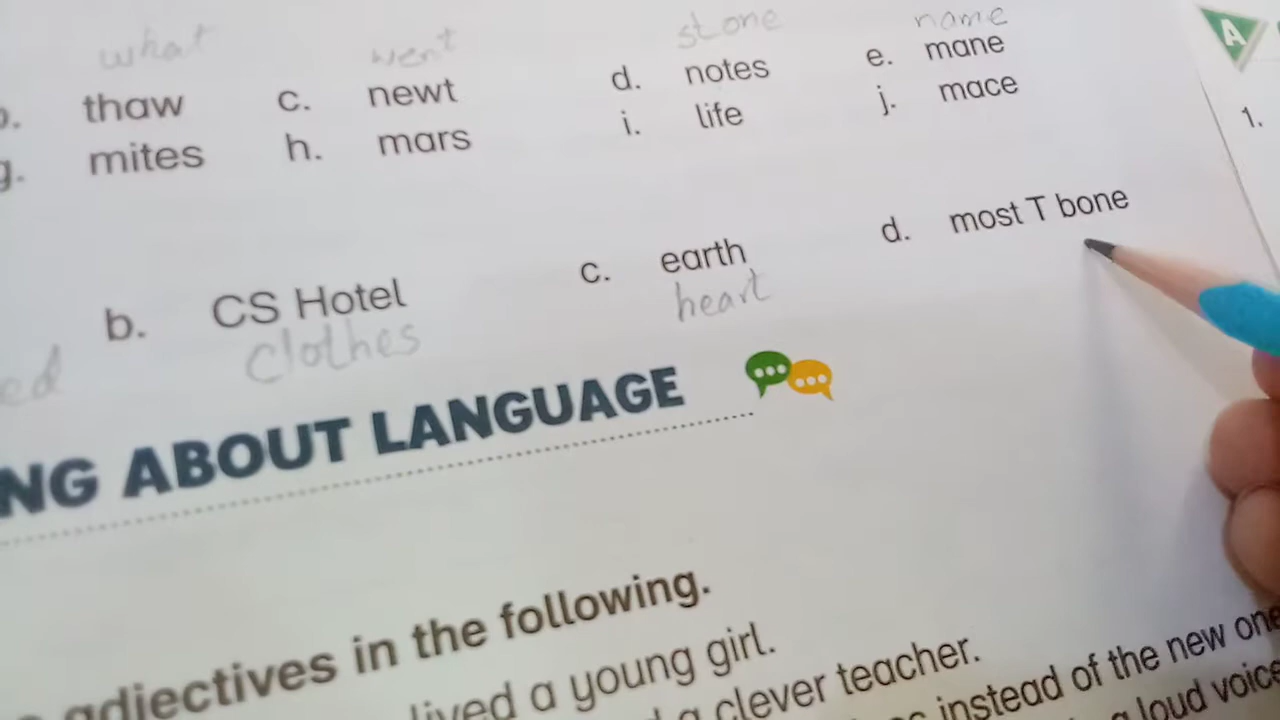 what went stone name
thaw c. newt d. notes e. mane
g. mites h. mars i. life j. mace
b. CS Hotel c. earth d. most T bone
ed clothes heart
NG ABOUT LANGUAGE
adjectives in the following.
lived a young girl.
a clever teacher.
instead of the new one
a loud voice
A
1.